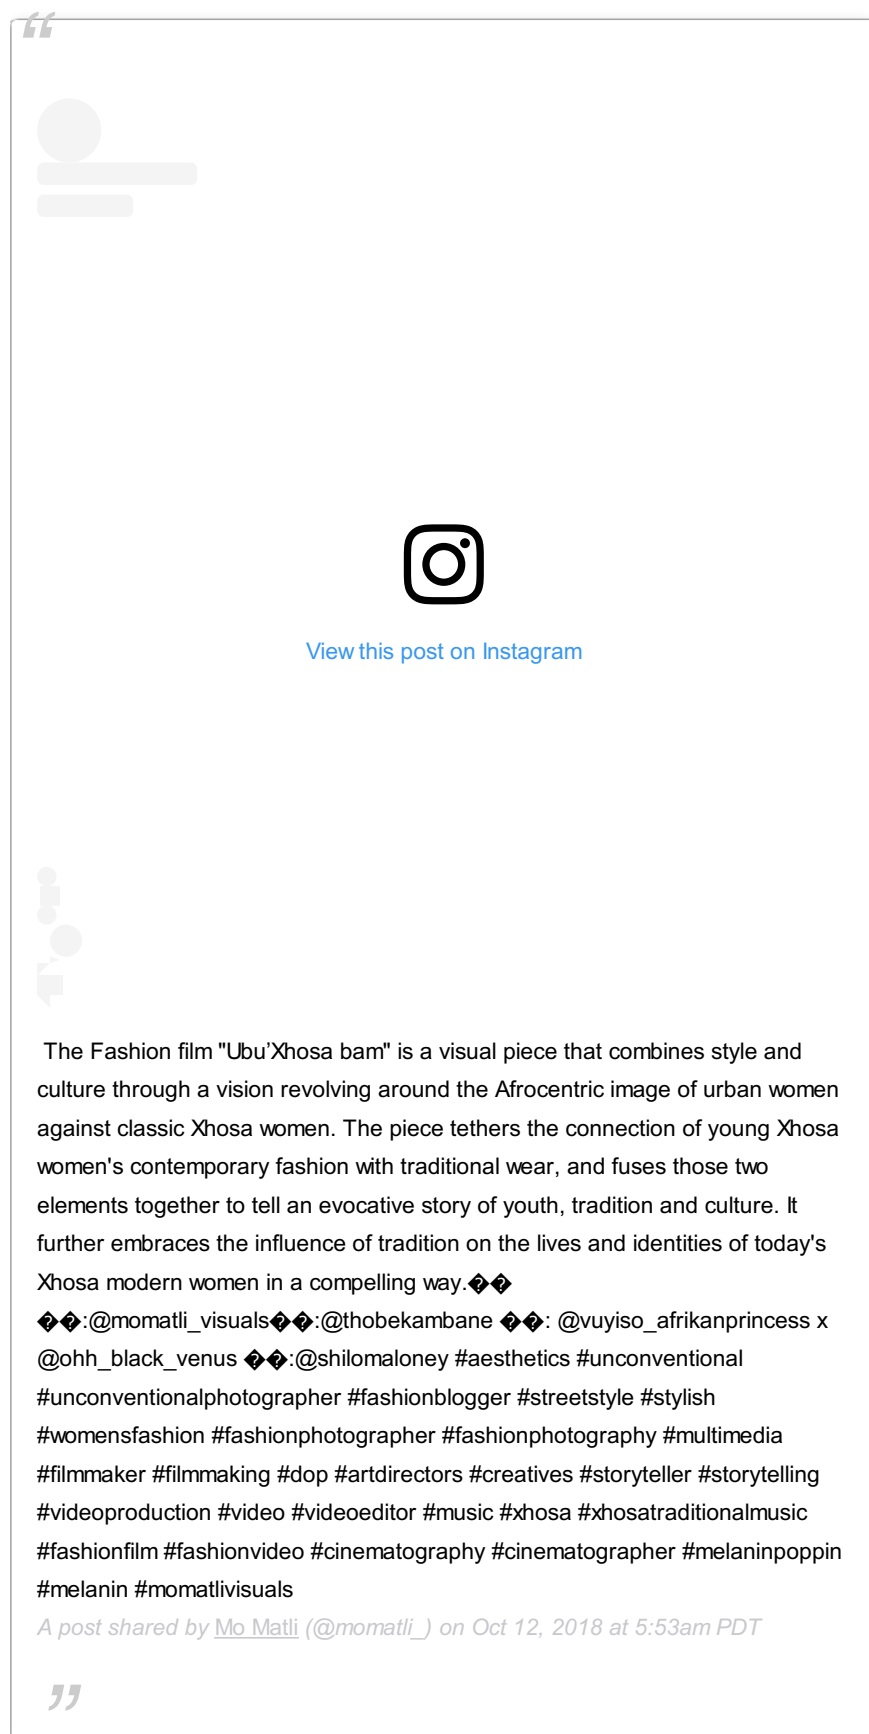 “
View this post on Instagram
The Fashion film "Ubu’Xhosa bam" is a visual piece that combines style and
culture through a vision revolving around the Afrocentric image of urban women
against classic Xhosa women. The piece tethers the connection of young Xhosa
women's contemporary fashion with traditional wear, and fuses those two
elements together to tell an evocative story of youth, tradition and culture. It
further embraces the influence of tradition on the lives and identities of today's
Xhosa modern women in a compelling way.��
��:@momatli_visuals��:@thobekambane ��: @vuyiso_afrikanprincess x
@ohh_black_venus ��:@shilomaloney #aesthetics #unconventional
#unconventionalphotographer #fashionblogger #streetstyle #stylish
#womensfashion #fashionphotographer #fashionphotography #multimedia
#filmmaker #filmmaking #dop #artdirectors #creatives #storyteller #storytelling
#videoproduction #video #videoeditor #music #xhosa #xhosatraditionalmusic
#fashionfilm #fashionvideo #cinematography #cinematographer #melaninpoppin
#melanin #momatlivisuals
A post shared by Mo Matli (@momatli_) on Oct 12, 2018 at 5:53am PDT
”